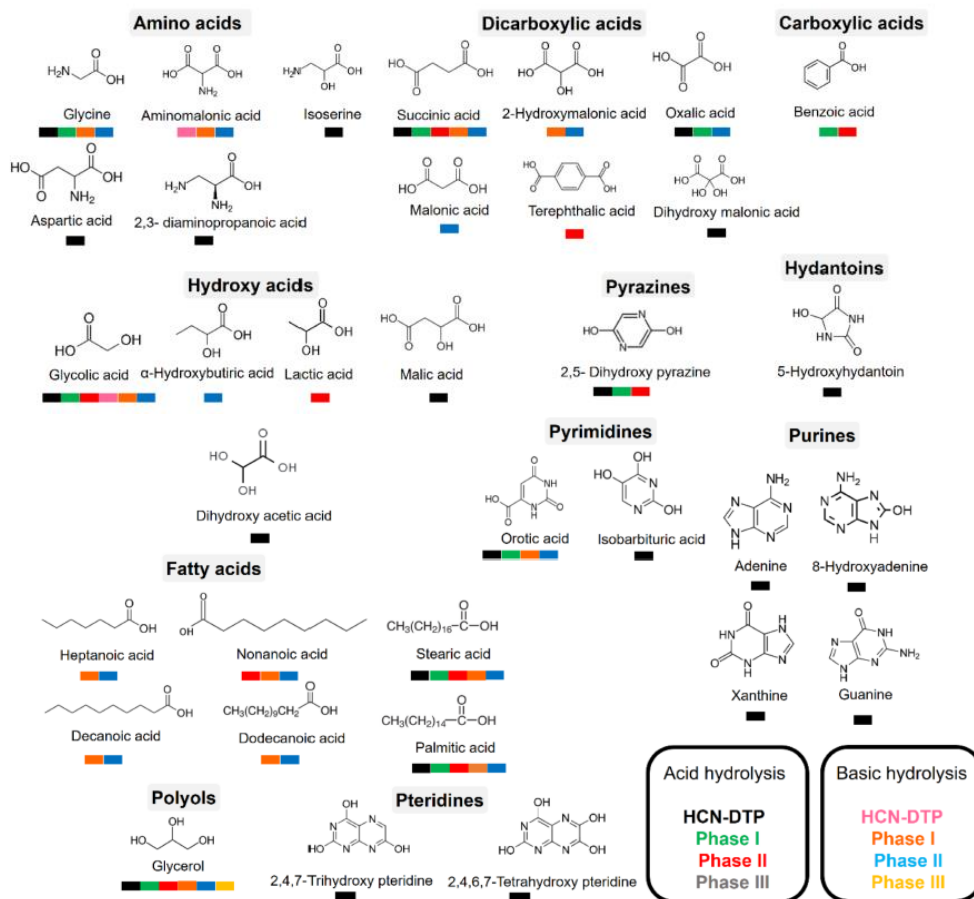 Amino acids
Dicarboxylic acids
Carboxylic acids
Glycine
Aminomalonic acid
Isoserine
Succinic acid
2-Hydroxymalonic acid
Oxalic acid
Benzoic acid
Aspartic acid
2,3- diaminopropanoic acid
Malonic acid
Terephthalic acid
Dihydroxy malonic acid
Hydroxy acids
Pyrazines
Hydantoins
Glycolic acid
α-Hydroxybutiric acid
Lactic acid
Malic acid
2,5- Dihydroxy pyrazine
5-Hydroxyhydantoin
Pyrimidines
Purines
Dihydroxy acetic acid
Orotic acid
Isobarbituric acid
Adenine
8-Hydroxyadenine
Fatty acids
Heptanoic acid
Nonanoic acid
CH3(CH2)16-C-OH
O
Stearic acid
Xanthine
Guanine
Decanoic acid
CH3(CH2)9CH2 OH
O
Dodecanoic acid
CH3(CH2)14-C-OH
O
Palmitic acid
Polyols
Pteridines
HO OH OH
Glycerol
2,4,7-Trihydroxy pteridine
2,4,6,7-Tetrahydroxy pteridine
Acid hydrolysis
HCN-DTP
Phase I
Phase II
Phase III
Basic hydrolysis
HCN-DTP
Phase I
Phase II
Phase III